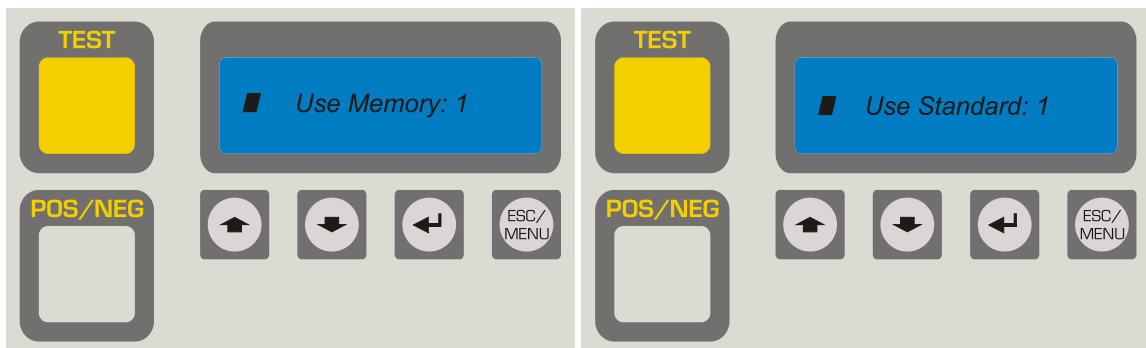 TEST
Use Memory: 1
POS/NEG
ESC/
MENU
TEST
Use Standard: 1
POS/NEG
ESC/
MENU